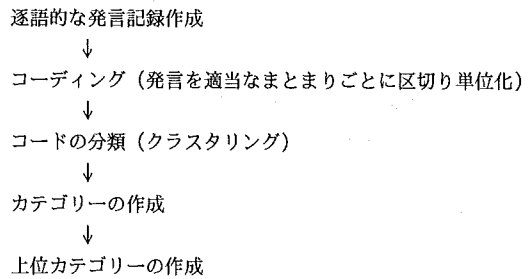 逐語的な発言記録作成
↓
コーディング（発言を適当なまとまりごとに区切り単位化）
↓
コードの分類（クラスタリング）
↓
カテゴリーの作成
↓
上位カテゴリーの作成